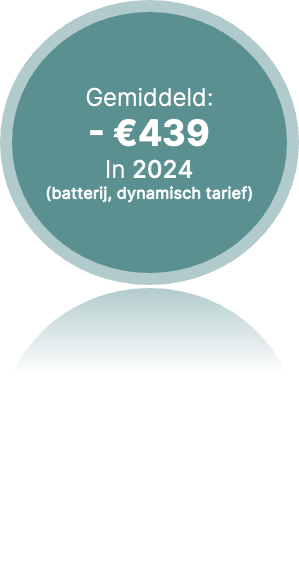 Gemiddeld:
- €439
In 2024
(batterij, dynamisch tarief)